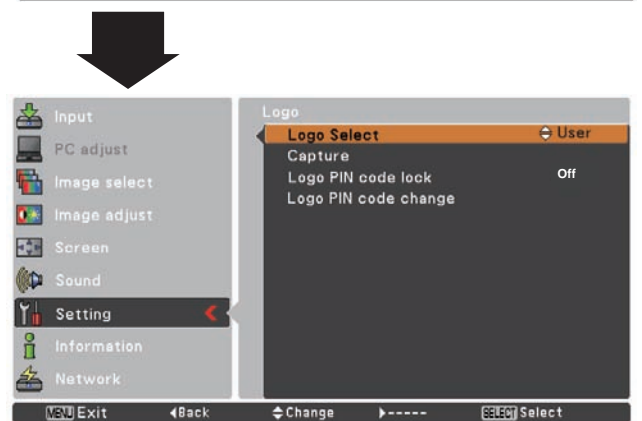 Input
PC adjust
Image select
Image adjust
Screen
Sound
Setting
Information
Network
Logo
Logo Select User
Capture
Logo PIN code lock Off
Logo PIN code change
MENU Exit Back Change ----- SELECT Select